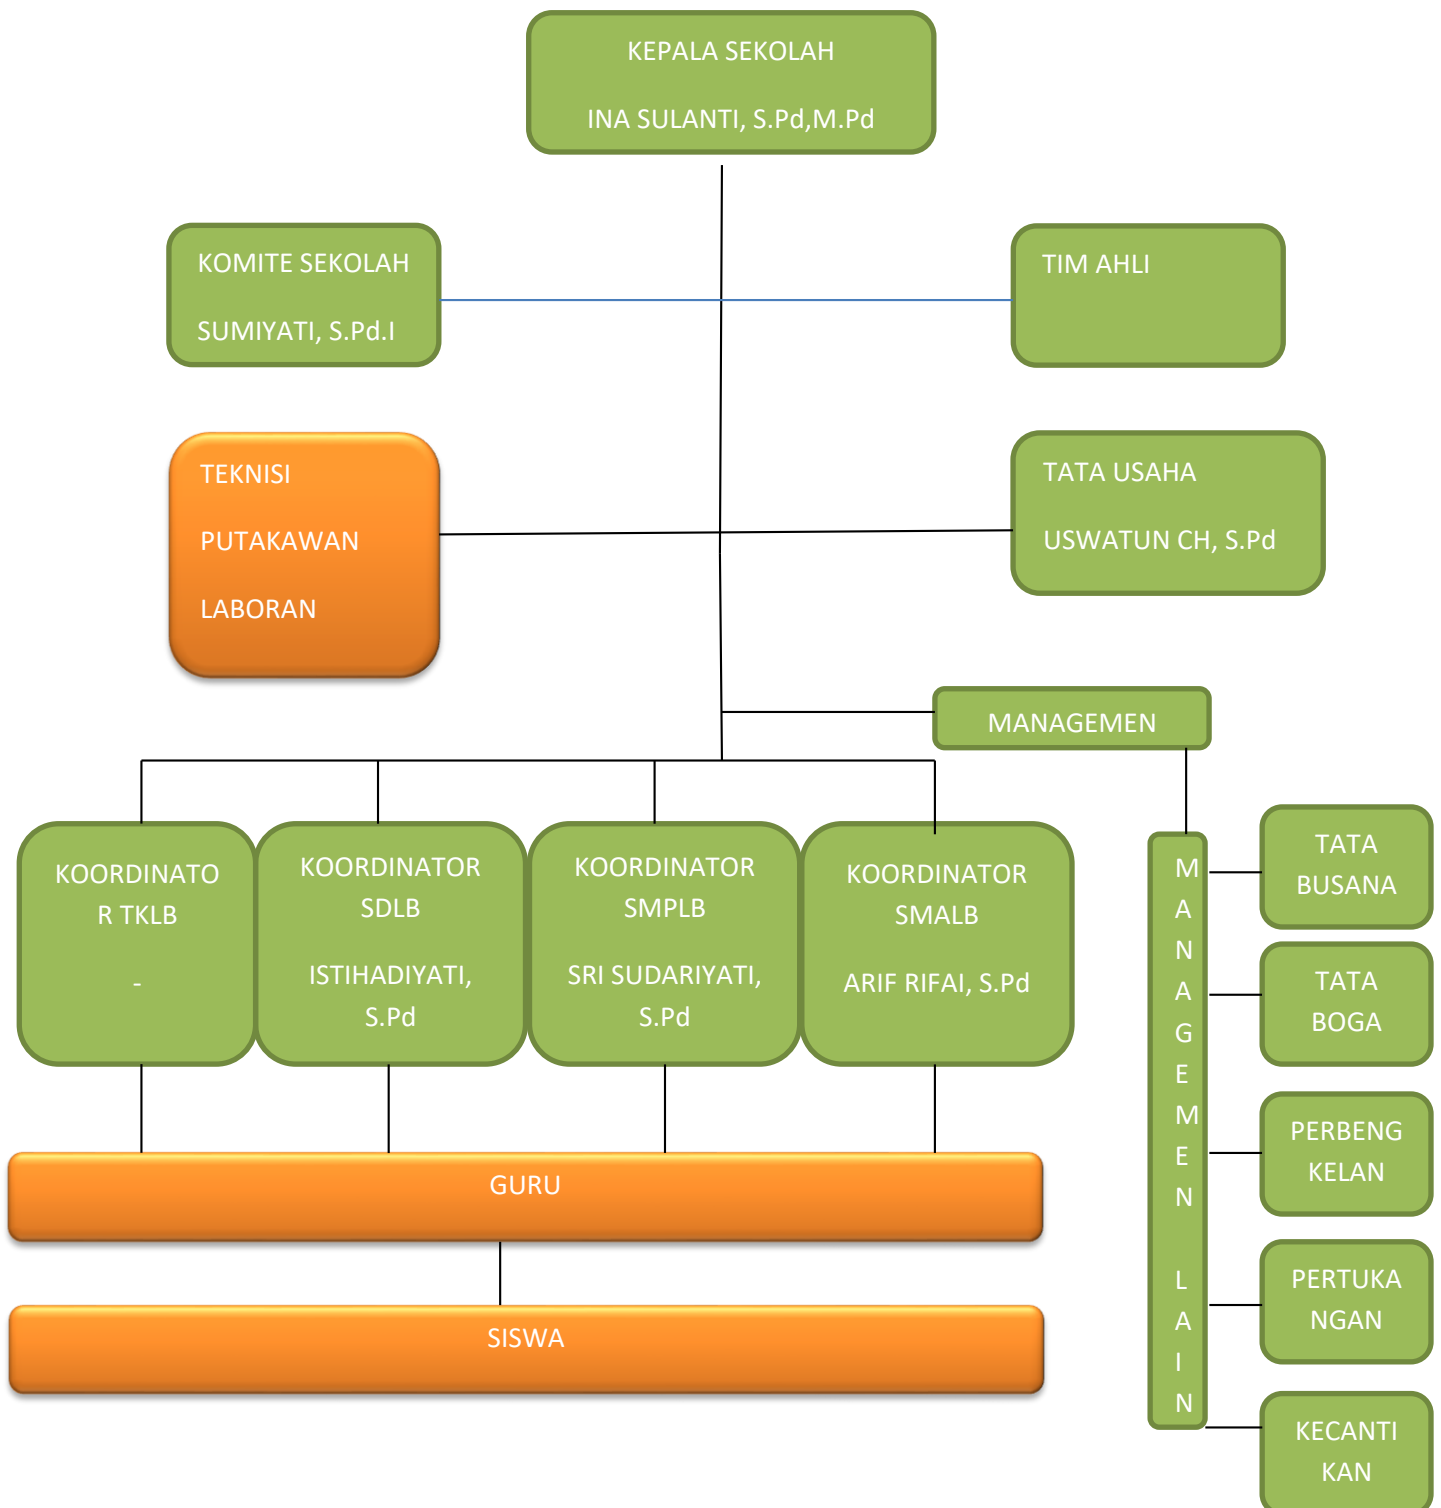 KEPALA SEKOLAH
INA SULANTI, S.Pd,M.Pd
KOMITE SEKOLAH
SUMIYATI, S.Pd.I
TIM AHLI
TEKNISI
PUTAKAWAN
LABORAN
TATA USAHA
USWATUN CH, S.Pd
MANAGEMEN
KOORDINATO
R TKLB
-
KOORDINATOR
SDLB
ISTIHADIYATI,
S.Pd
KOORDINATOR
SMPLB
SRI SUDARIYATI,
S.Pd
KOORDINATOR
SMALB
ARIF RIFAI, S.Pd
M
A
N
A
G
E
M
E
N
L
A
I
N
TATA
BUSANA
TATA
BOGA
PERBENG
KELAN
PERTUKA
NGAN
KECANTI
KAN
GURU
SISWA